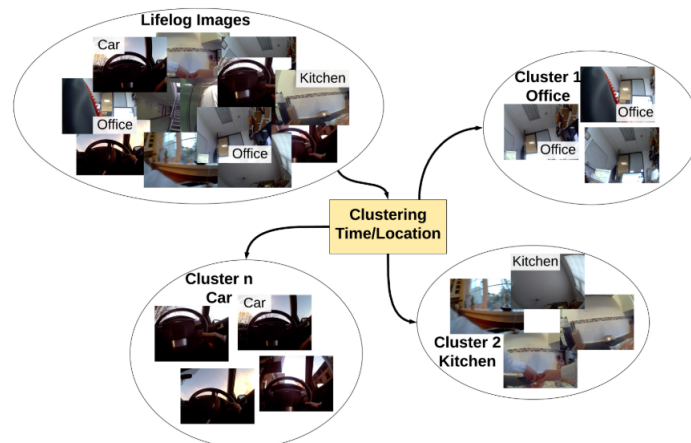 Lifelog Images
Car
Kitchen
Office
Office
Cluster 1
Office
Office
Office
Clustering
Time/Location
Cluster n
Car
Car
Kitchen
Cluster 2
Kitchen